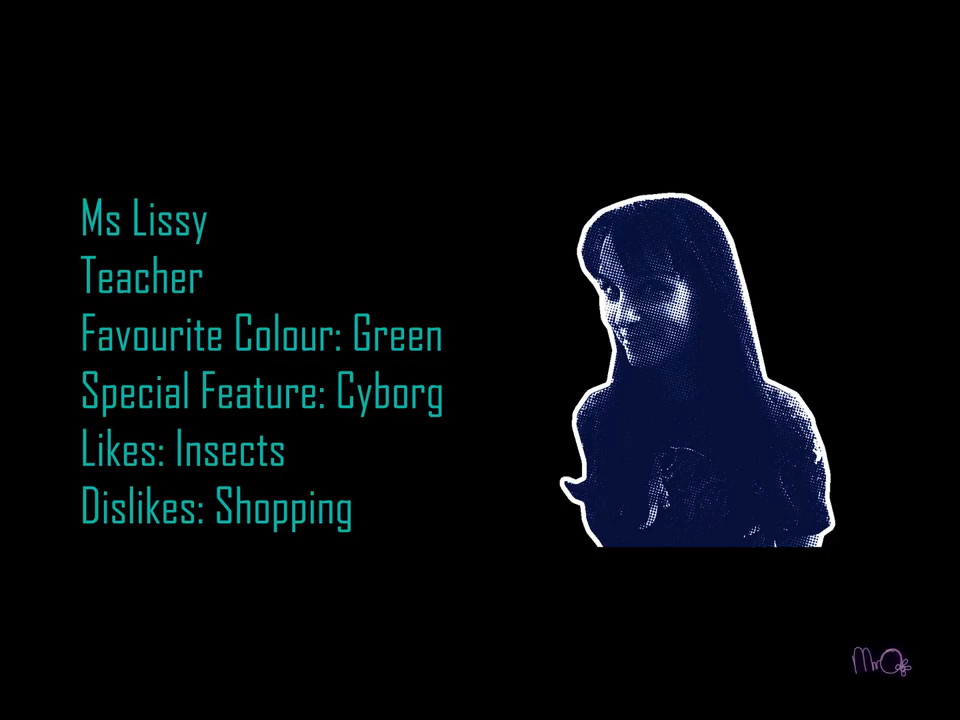 Ms Lissy
Teacher
Favourite Colour: Green
Special Feature: Cyborg
Likes: Insects
Dislikes: Shopping